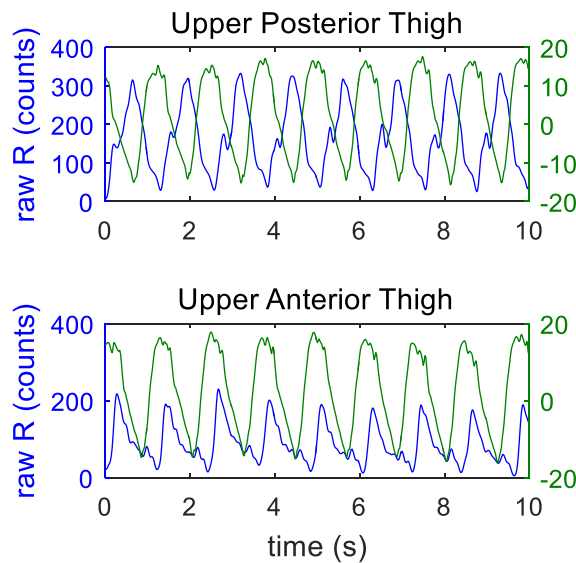 Upper Posterior Thigh
raw R (counts)
400
300
200
100
0
20
10
0
-10
-20
0 2 4 6 8 10
Upper Anterior Thigh
raw R (counts)
400
200
0
20
0
-20
0 2 4 6 8 10
time (s)